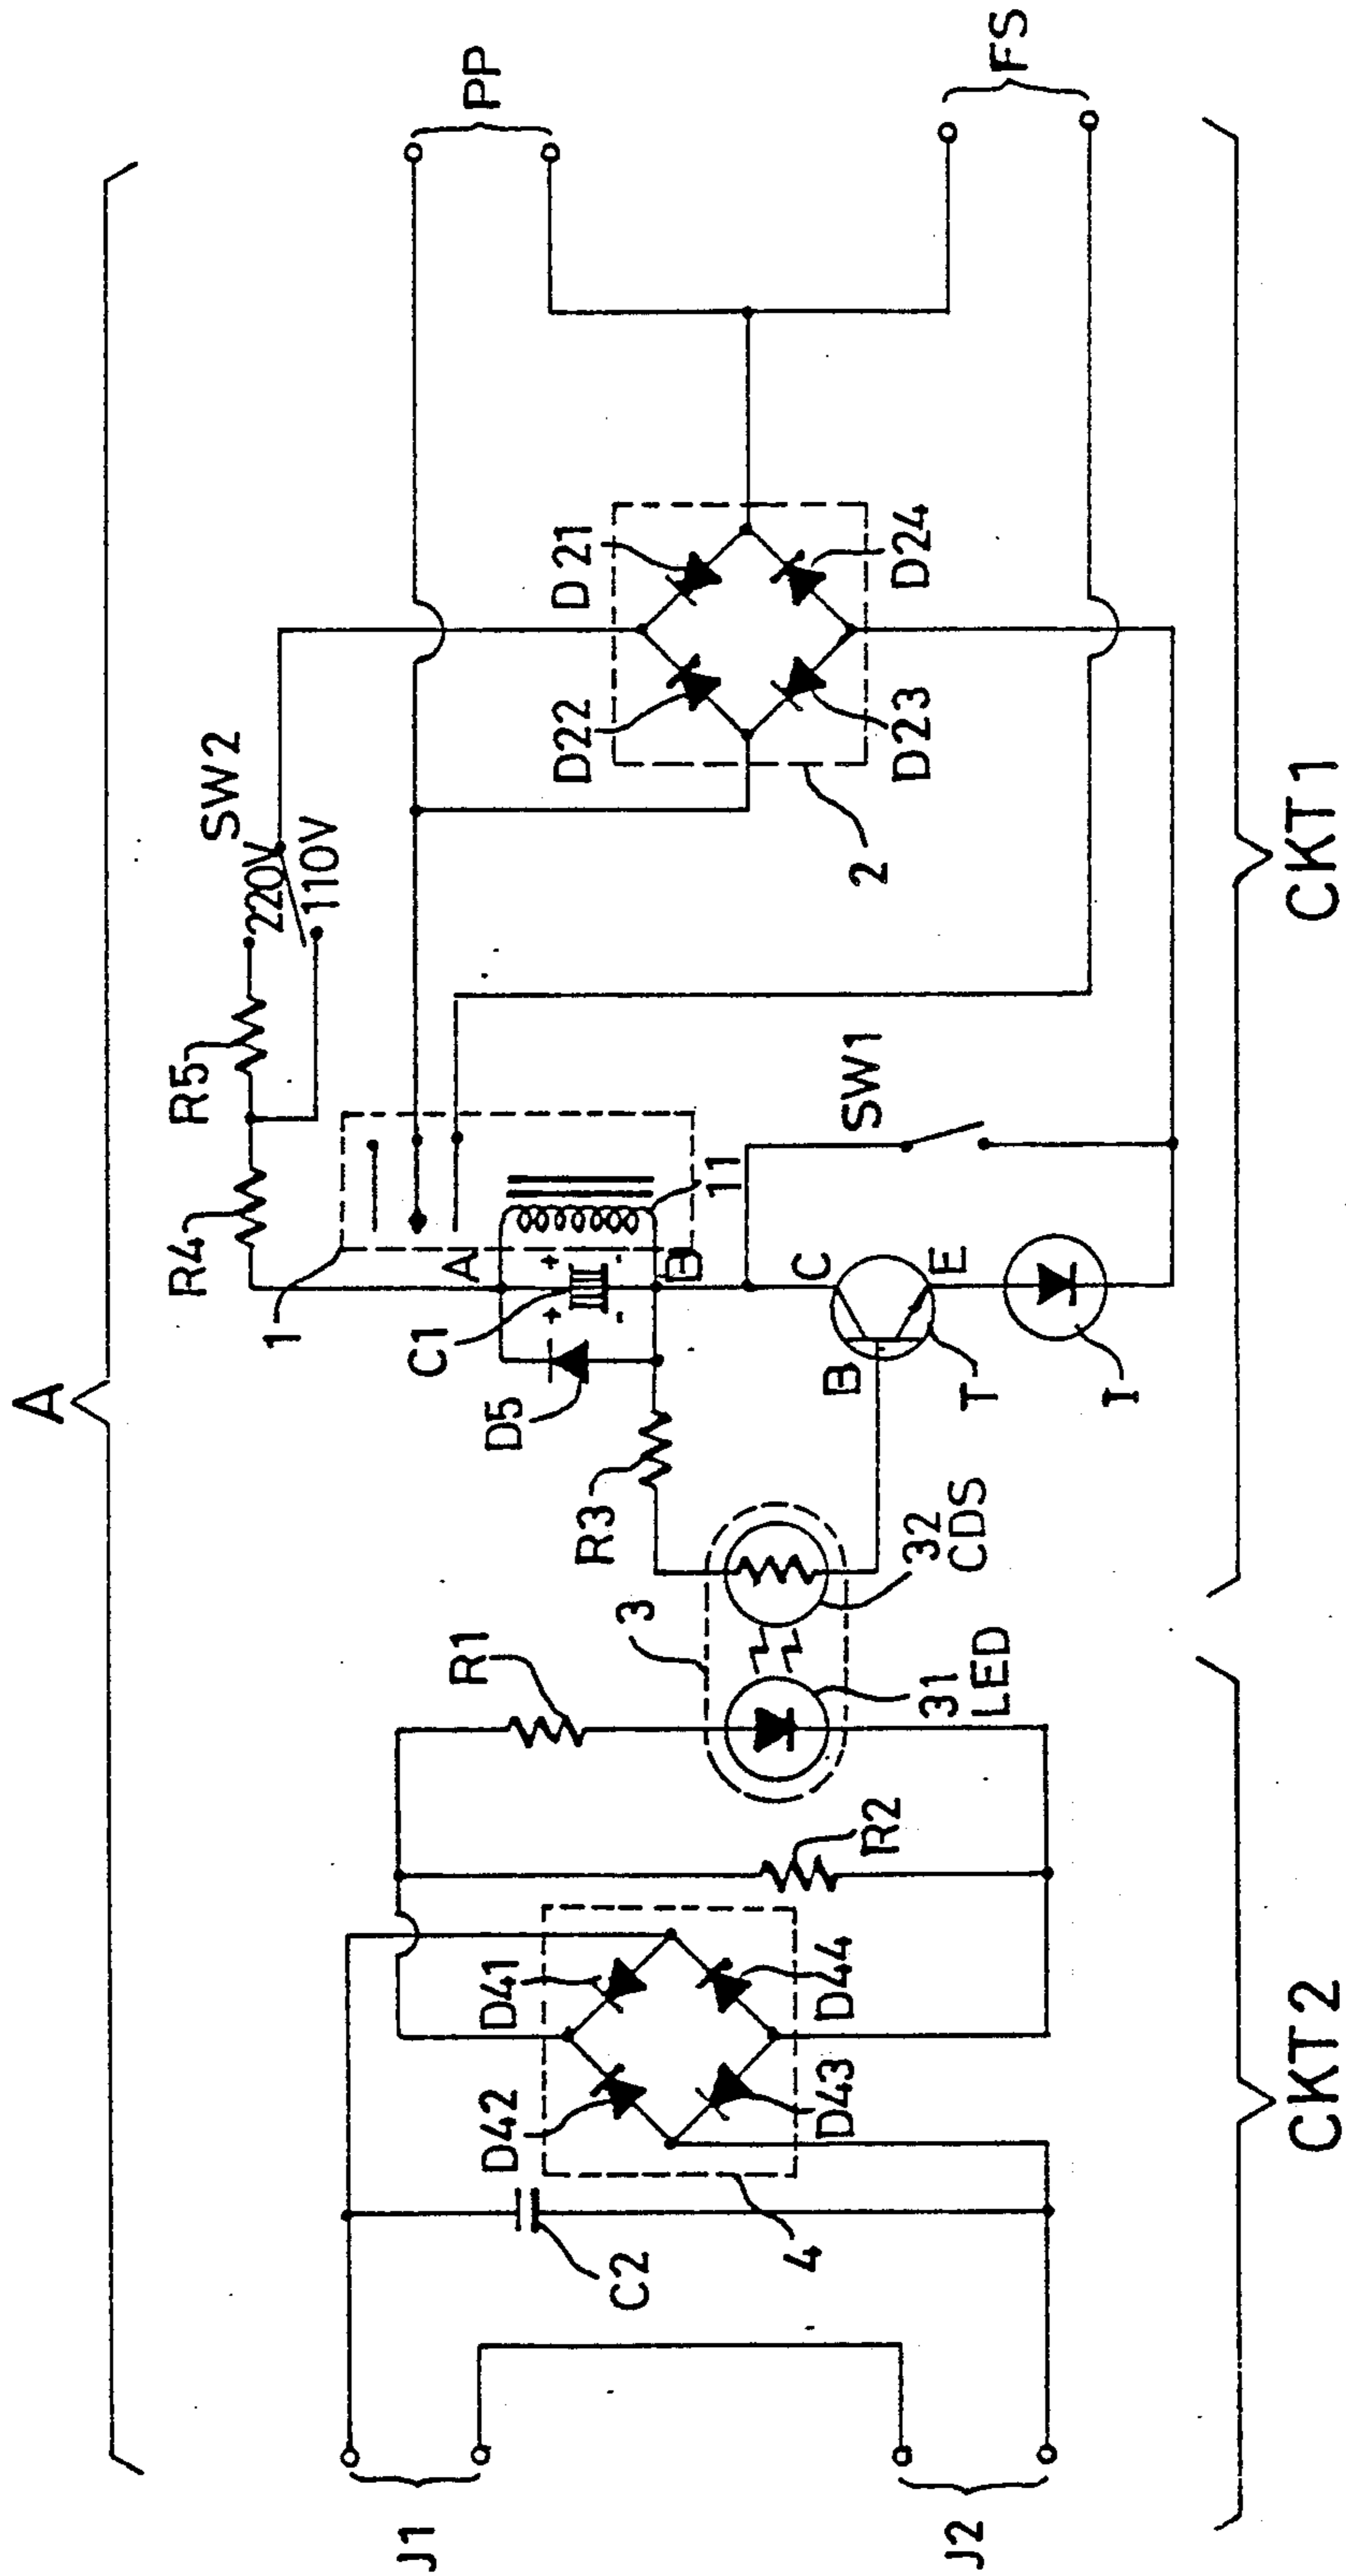 A
J1
J2
C2
D42
D41
D43
D44
4
R2
R1
3
31
LED
32
CDS
R3
D5
C1
+
+
-
-
A
B
1
11
R4
R5
SW2
220V
110V
B
C
E
T
I
SW1
D22
D21
D23
D24
2
PP
FS
CKT2
CKT1